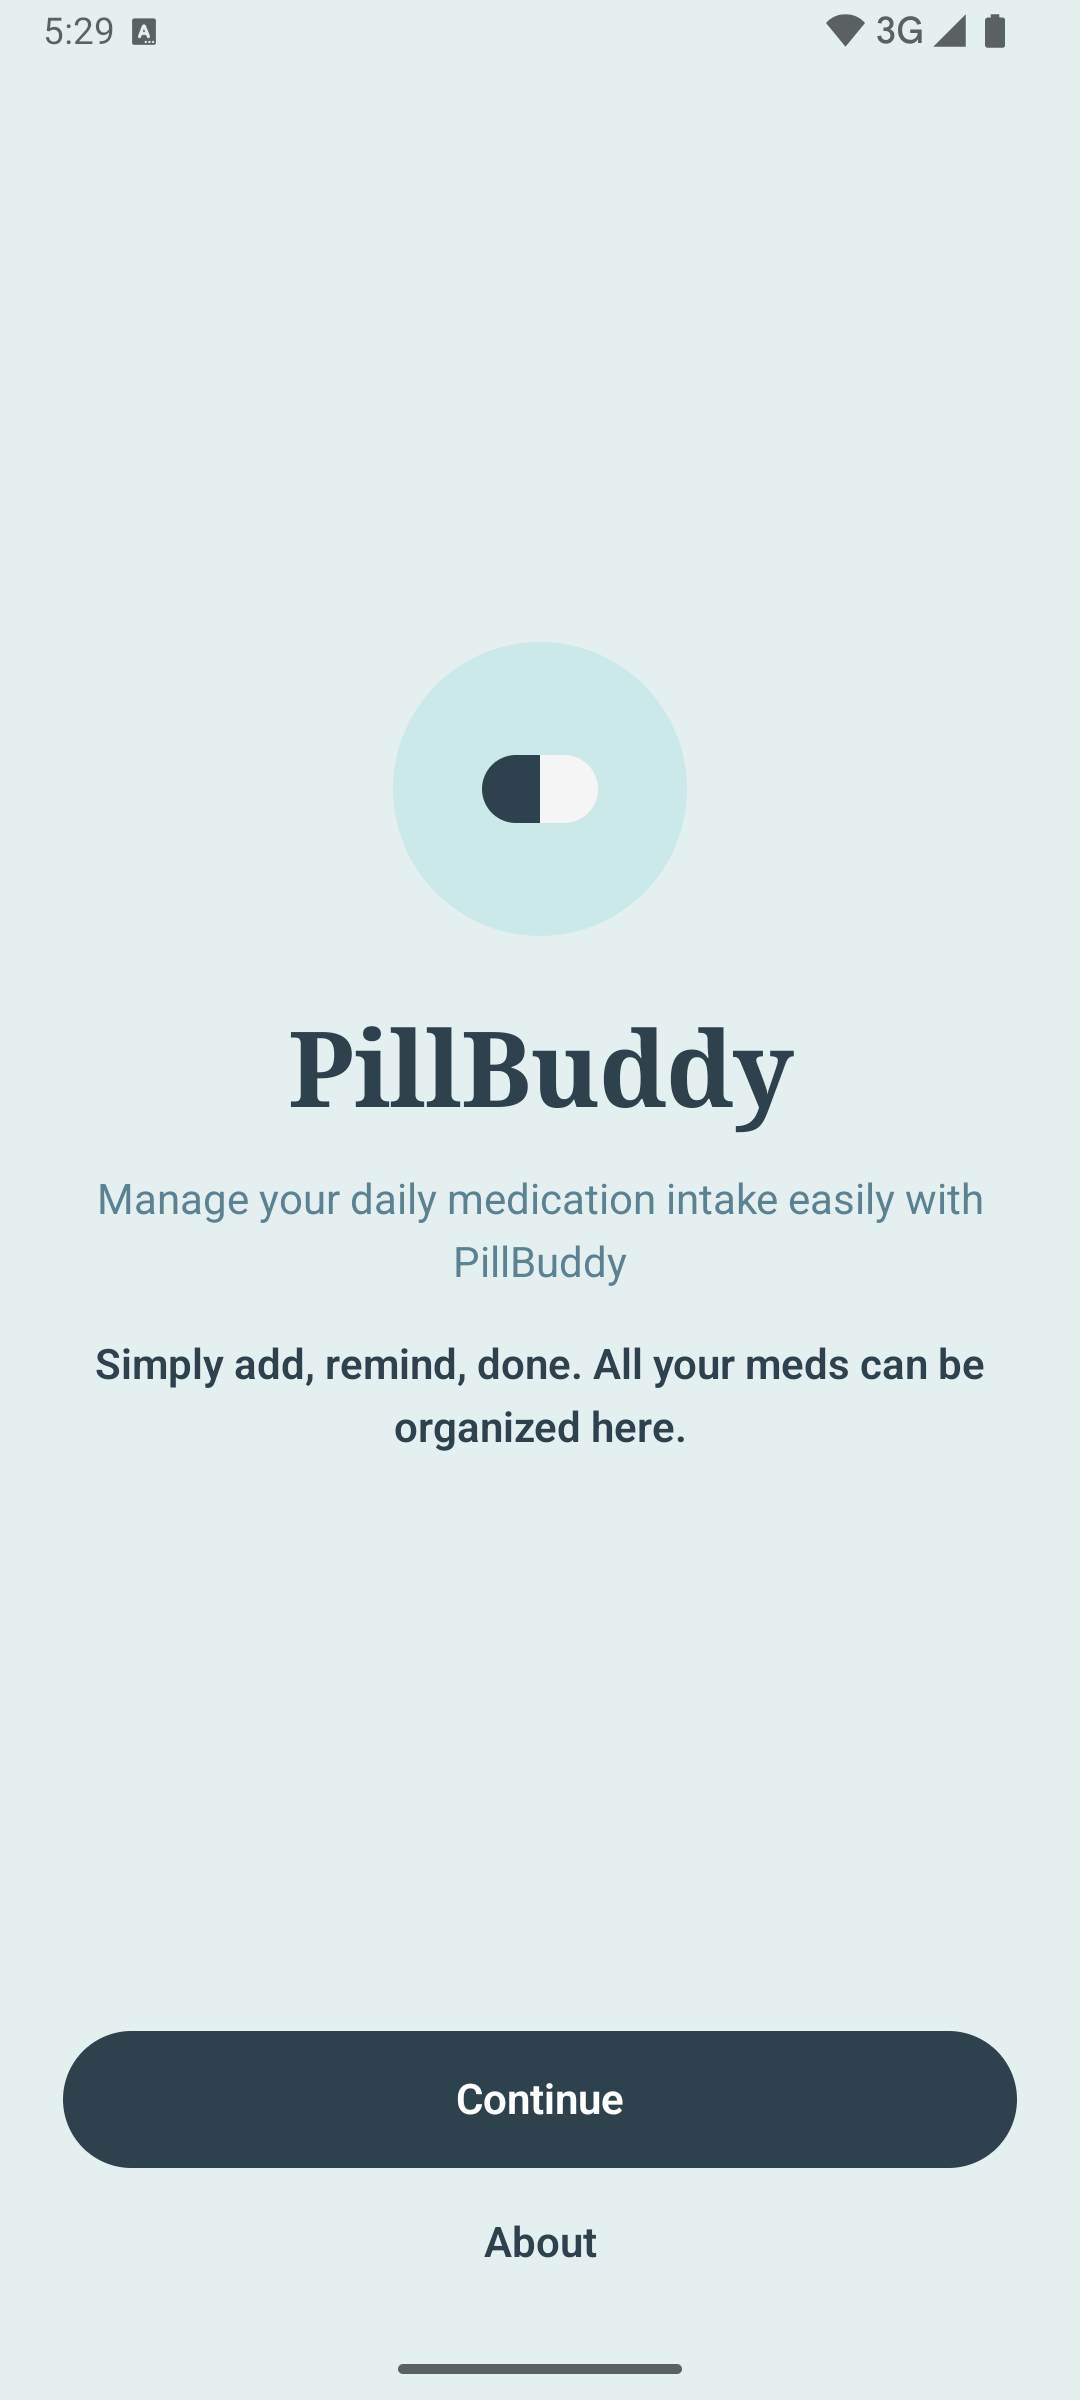 5:29
3G
PillBuddy
Manage your daily medication intake easily with
PillBuddy
Simply add, remind, done. All your meds can be
organized here.
Continue
About